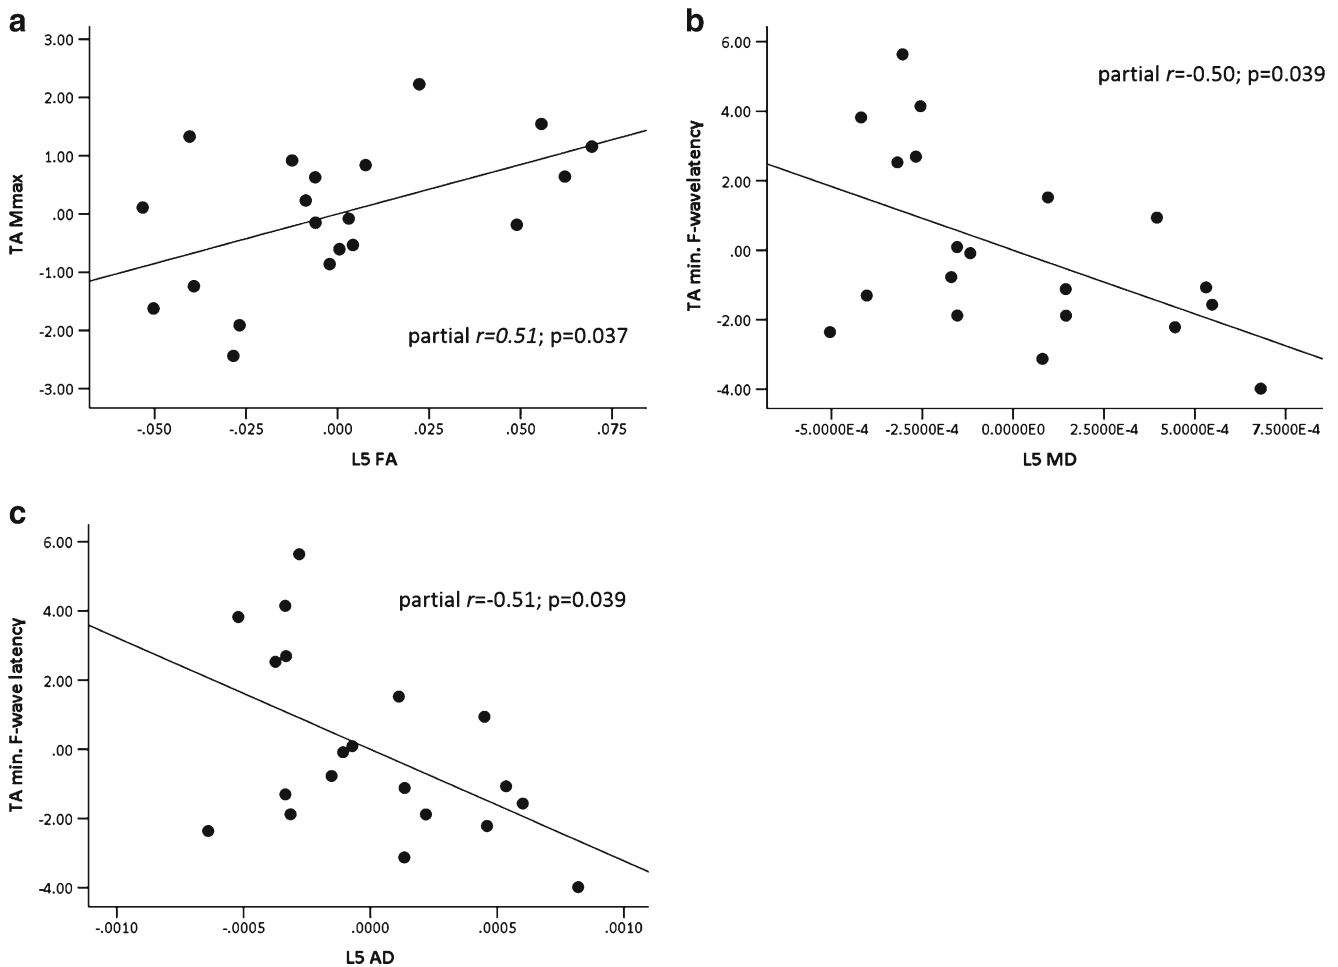 a
3.00
2.00
1.00
.00
-1.00
-2.00
-3.00
TA Mmax
partial r=0.51; p=0.037
-.050 -.025 .000 .025 .050 .075
L5 FA
b
6.00
4.00
2.00
.00
-2.00
-4.00
TA min. F-wavelatency
partial r=-0.50; p=0.039
-5.0000E-4 -2.5000E-4 0.0000E0 2.5000E-4 5.0000E-4 7.5000E-4
L5 MD
c
6.00
4.00
2.00
.00
-2.00
-4.00
TA min. F-wave latency
partial r=-0.51; p=0.039
-.0010 -.0005 .0000 .0005 .0010
L5 AD